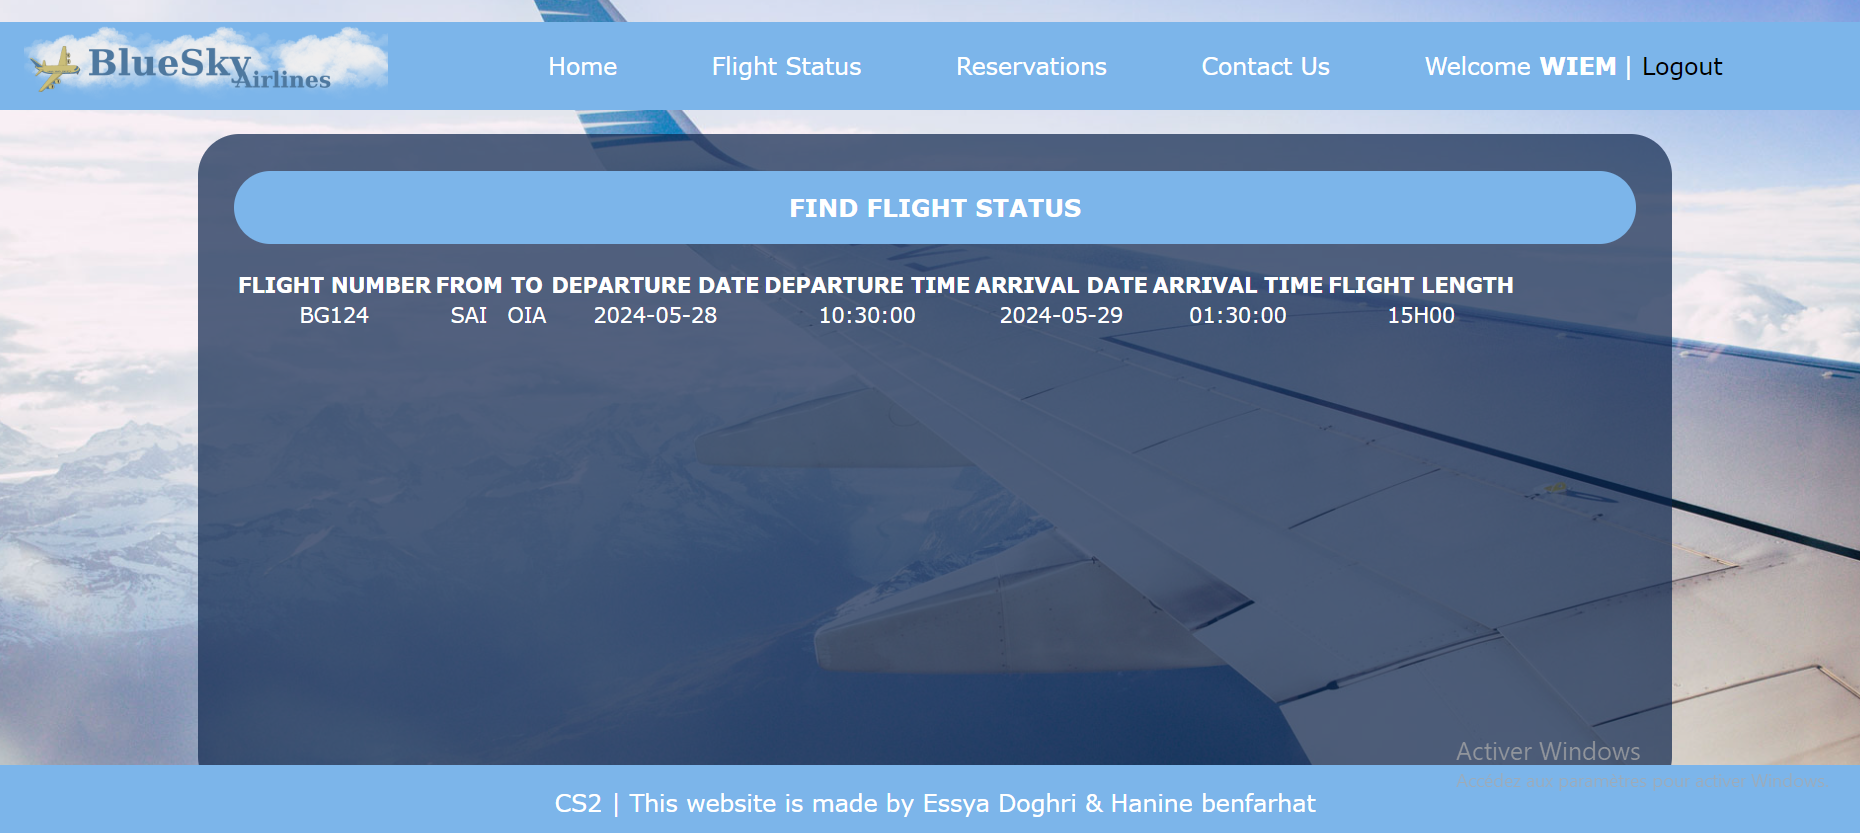 BlueSky Airlines
Home Flight Status Reservations Contact Us Welcome WIEM | Logout
FIND FLIGHT STATUS
FLIGHT NUMBER FROM TO DEPARTURE DATE DEPARTURE TIME ARRIVAL DATE ARRIVAL TIME FLIGHT LENGTH
BG124 SAI OIA 2024-05-28 10:30:00 2024-05-29 01:30:00 15H00
Activer Windows
CS2 | This website is made by Essya Doghri & Hanine benfarhat